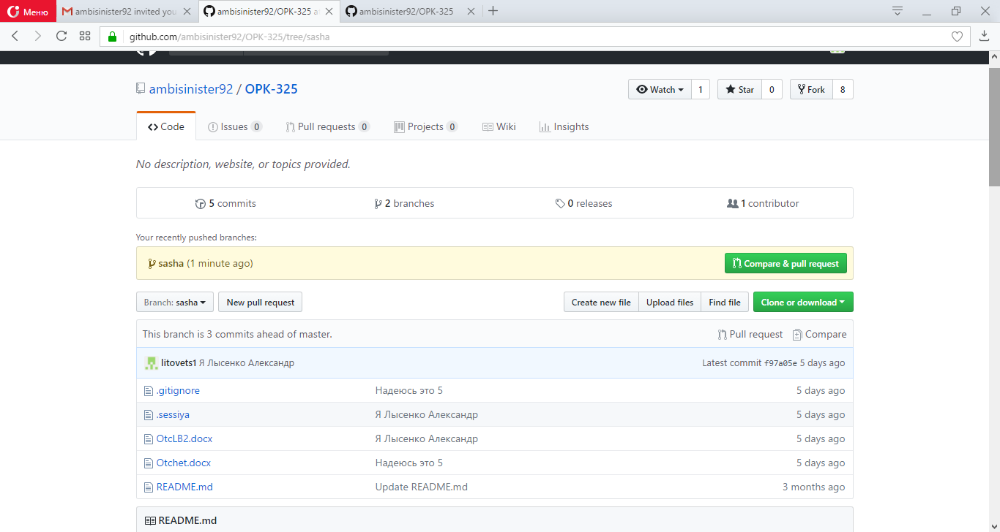 Меню ambisinister92 invited you ambisinister92/OPK-325 at ambisinister92/OPK-325
github.com/ambisinister92/OPK-325/tree/sasha
ambisinister92 / OPK-325 Watch 1 Star 0 Fork 8
Code Issues 0 Pull requests 0 Projects 0 Wiki Insights
No description, website, or topics provided.
5 commits 2 branches 0 releases 1 contributor
Your recently pushed branches:
sasha (1 minute ago) Compare & pull request
Branch: sasha New pull request Create new file Upload files Find file Clone or download
This branch is 3 commits ahead of master. Pull request Compare
litovets1 Я Лысенко Александр Latest commit f97a05e 5 days ago
.gitignore Надеюсь это 5 5 days ago
.sessiya Я Лысенко Александр 5 days ago
OtcLB2.docx Я Лысенко Александр 5 days ago
Otchet.docx Надеюсь это 5 5 days ago
README.md Update README.md 3 months ago
README.md